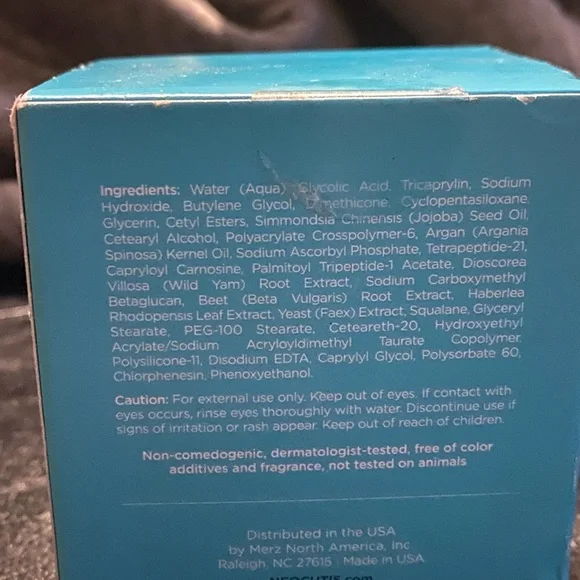 Ingredients: Water (Aqua) Glycolic Acid, Tricaprylin, Sodium
Hydroxide, Butylene Glycol, Dimethicone, Cyclopentasiloxane,
Glycerin, Cetyl Esters, Simmondsia Chinensis (Jojoba) Seed Oil,
Cetearyl Alcohol, Polyacrylate Crosspolymer-6, Argan (Argania
Spinosa) Kernel Oil, Sodium Ascorbyl Phosphate, Tetrapeptide-21,
Capryloyl Carnosine, Palmitoyl Tripeptide-1 Acetate, Dioscorea
Villosa (Wild Yam) Root Extract, Sodium Carboxymethyl
Betaglucan, Beet (Beta Vulgaris) Root Extract, Haberlea
Rhodopensis Leaf Extract, Yeast (Faex) Extract, Squalane, Glyceryl
Stearate, PEG-100 Stearate, Ceteareth-20, Hydroxyethyl
Acrylate/Sodium Acryloyldimethyl Taurate Copolymer,
Polysilicone-11, Disodium EDTA, Caprylyl Glycol, Polysorbate 60,
Chlorphenesin, Phenoxyethanol.
Caution: For external use only. Keep out of eyes. If contact with
eyes occurs, rinse eyes thoroughly with water. Discontinue use if
signs of irritation or rash appear. Keep out of reach of children.
Non-comedogenic, dermatologist-tested, free of color
additives and fragrance, not tested on animals
Distributed in the USA
by Merz North America, Inc
Raleigh, NC 27615 | Made in USA
NEOCUTIS.com